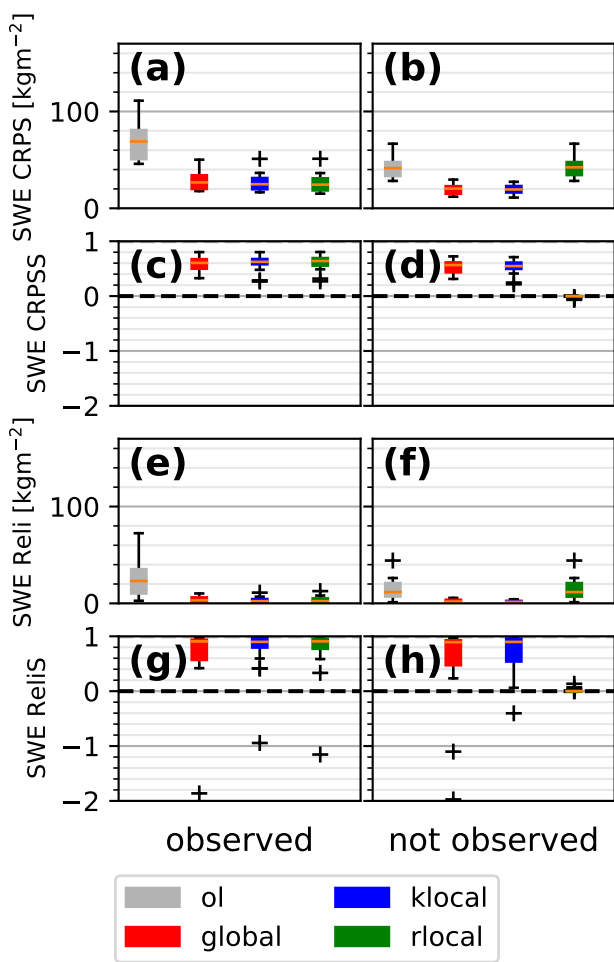 (a) (b)
SWE CRPS [kgm⁻²]
100
0
(c) (d)
SWE CRPSS
1
0
−1
−2
(e) (f)
SWE Reli [kgm⁻²]
100
0
(g) (h)
SWE ReliS
1
0
−1
−2
observed not observed
ol klocal
global rlocal